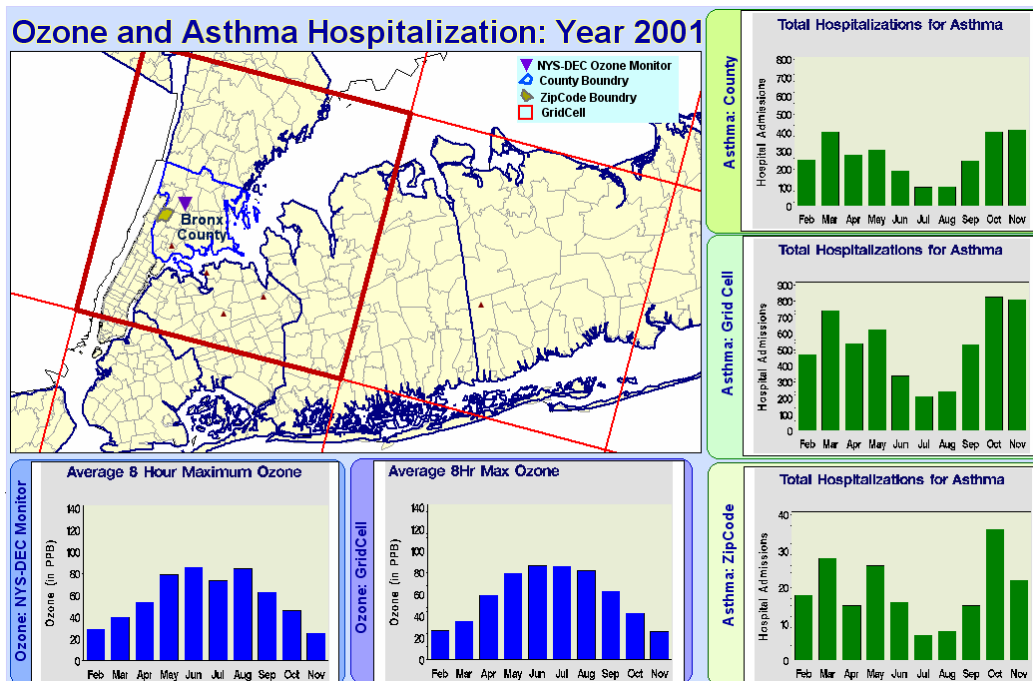 Ozone and Asthma Hospitalization: Year 2001
NYS-DEC Ozone Monitor
County Boundry
ZipCode Boundry
GridCell
Bronx
County
Asthma: County
Total Hospitalizations for Asthma
Hospital Admissions
800
700
600
500
400
300
200
100
0
Feb Mar Apr May Jun Jul Aug Sep Oct Nov
Asthma: Grid Cell
Total Hospitalizations for Asthma
Hospital Admissions
900
800
700
600
500
400
300
200
100
0
Feb Mar Apr May Jun Jul Aug Sep Oct Nov
Ozone: NYS-DEC Monitor
Average 8 Hour Maximum Ozone
Ozone (in PPB)
140
120
100
80
60
40
20
0
Feb Mar Apr May Jun Jul Aug Sep Oct Nov
Ozone: GridCell
Average 8Hr Max Ozone
Ozone (in PPB)
140
120
100
80
60
40
20
0
Feb Mar Apr May Jun Jul Aug Sep Oct Nov
Asthma: ZipCode
Total Hospitalizations for Asthma
Hospital Admissions
40
30
20
10
0
Feb Mar Apr May Jun Jul Aug Sep Oct Nov